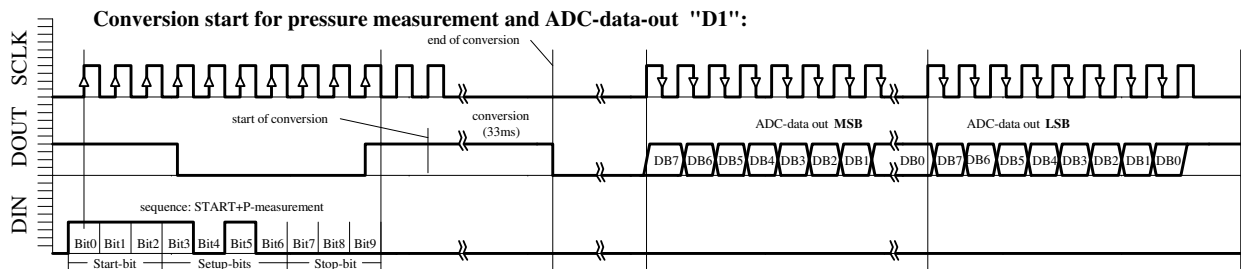 Conversion start for pressure measurement and ADC-data-out "D1":
end of conversion
SCLK
start of conversion
conversion
(33ms)
ADC-data out MSB
ADC-data out LSB
DOUT
DB7 DB6 DB5 DB4 DB3 DB2 DB1 DB0 DB7 DB6 DB5 DB4 DB3 DB2 DB1 DB0
sequence: START+P-measurement
DIN
Bit0 Bit1 Bit2 Bit3 Bit4 Bit5 Bit6 Bit7 Bit8 Bit9
Start-bit Setup-bits Stop-bit